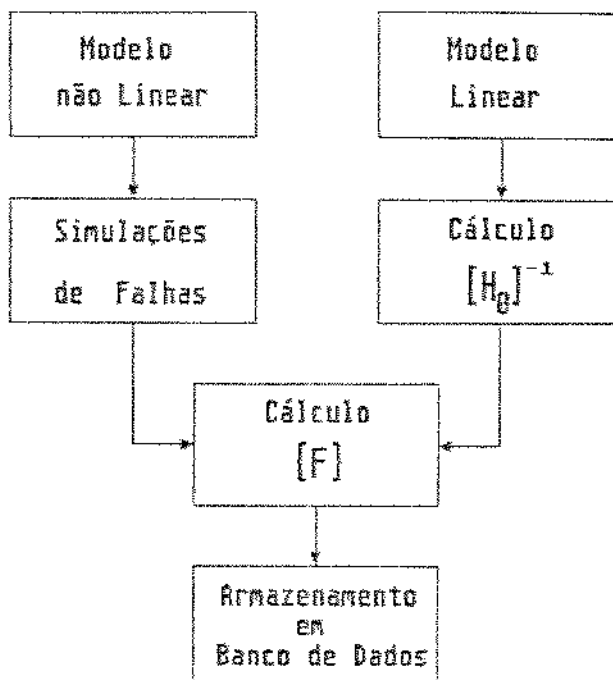 Modelo
não Linear
Modelo
Linear
Simulações
de Falhas
Cálculo
[H₀]⁻¹
Cálculo
[F]
Armazenamento
em
Banco de Dados